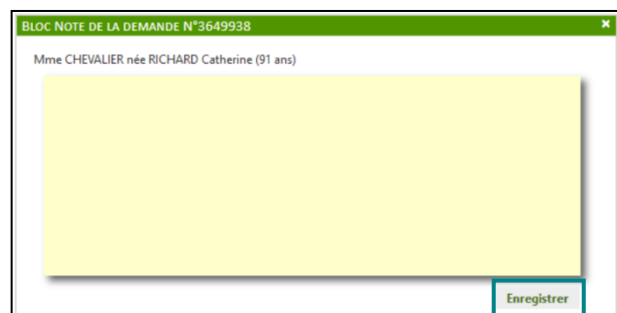 BLOC NOTE DE LA DEMANDE N°3649938
Mme CHEVALIER née RICHARD Catherine (91 ans)
Enregistrer